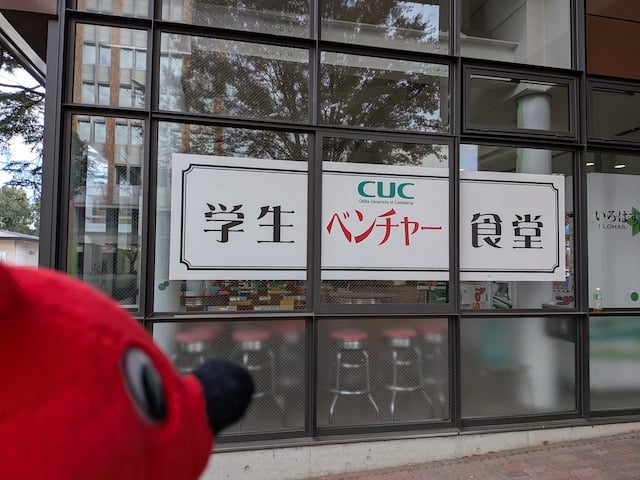 CUC
Chiba University of Commerce
学生
ベンチャー
食堂
いろはす
I LOHAS.